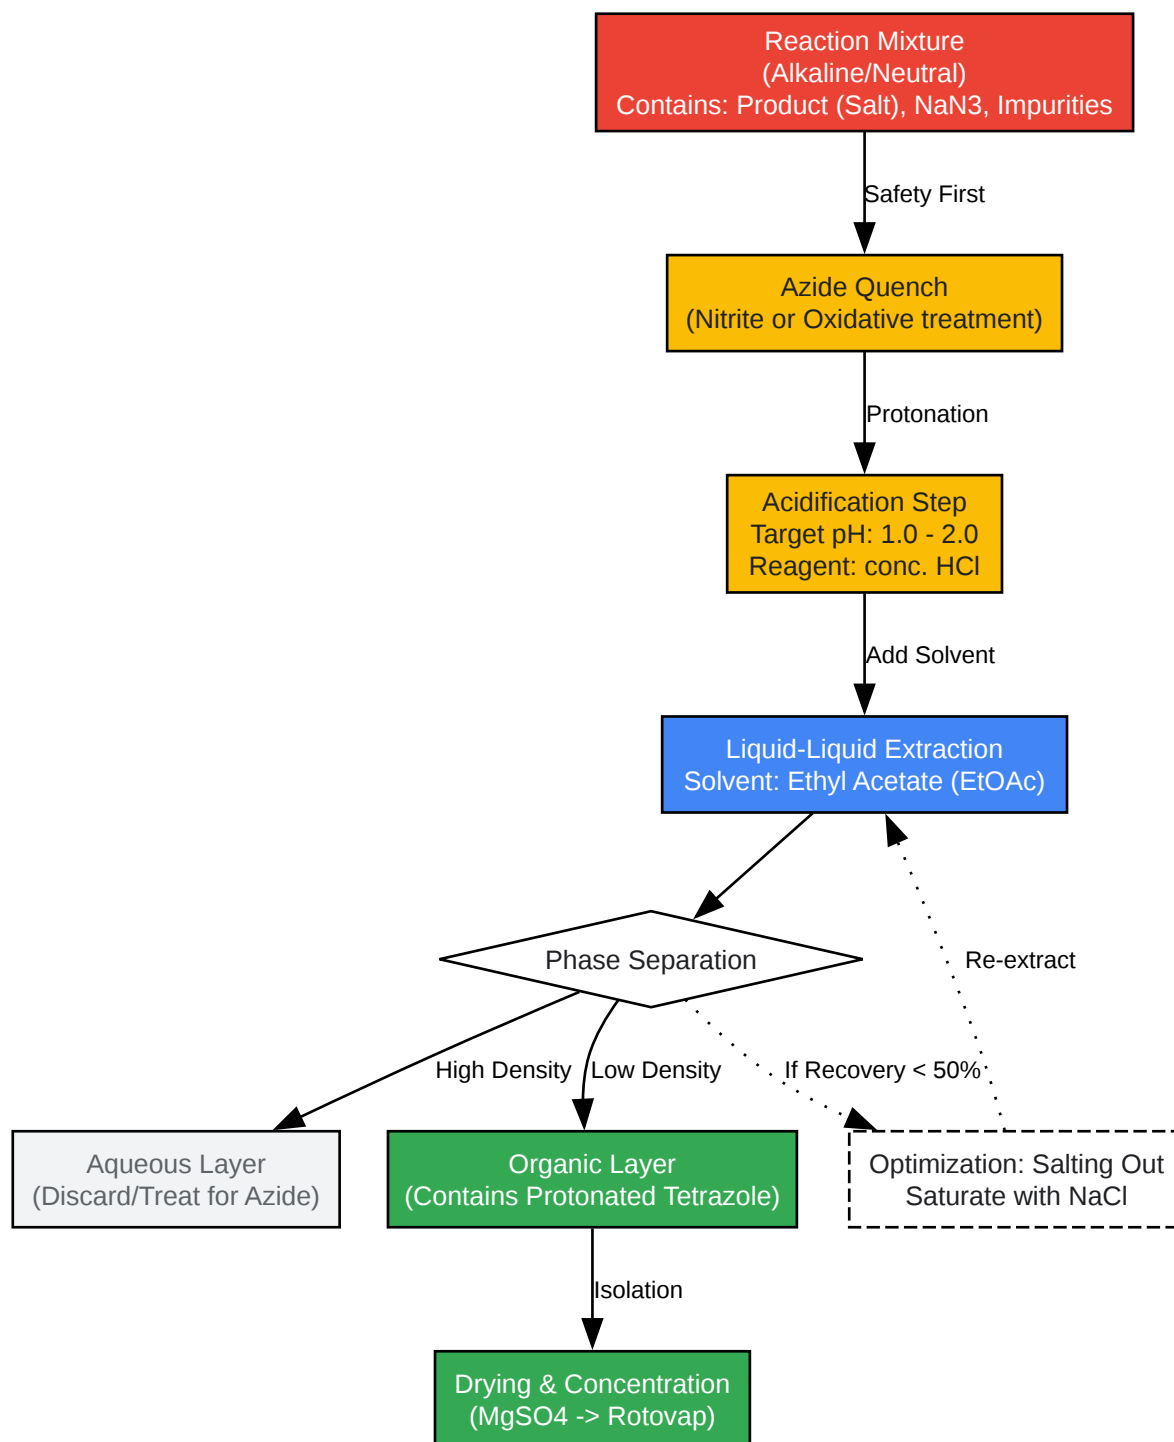 Reaction Mixture
(Alkaline/Neutral)
Contains: Product (Salt), NaN3, Impurities
Safety First
Azide Quench
(Nitrite or Oxidative treatment)
Protonation
Acidification Step
Target pH: 1.0 - 2.0
Reagent: conc. HCl
Add Solvent
Liquid-Liquid Extraction
Solvent: Ethyl Acetate (EtOAc)
Phase Separation
Re-extract
High Density
Low Density
If Recovery < 50%
Aqueous Layer
(Discard/Treat for Azide)
Organic Layer
(Contains Protonated Tetrazole)
Optimization: Salting Out
Saturate with NaCl
Isolation
Drying & Concentration
(MgSO4 -> Rotovap)